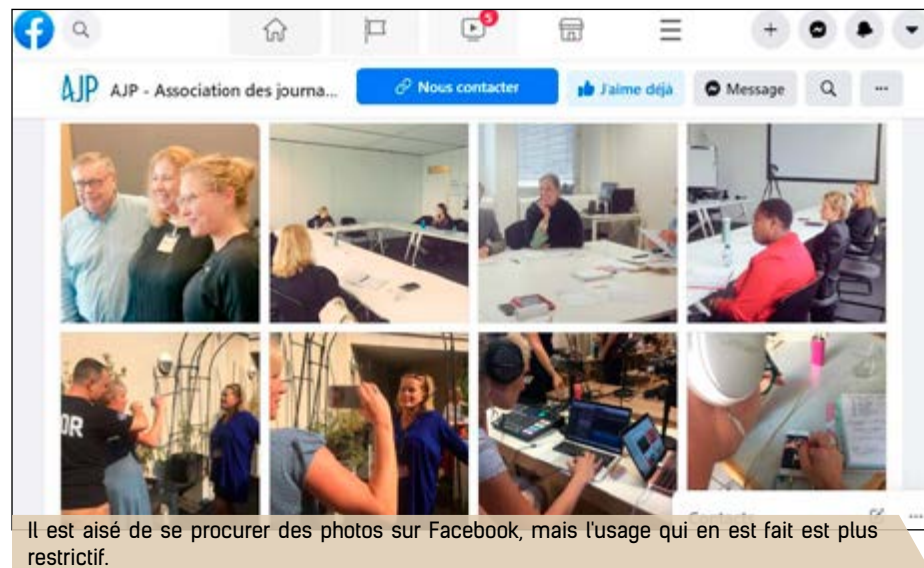 5
AJP AJP - Association des journa... Nous contacter J'aime déjà Message ...
OR
Il est aisé de se procurer des photos sur Facebook, mais l'usage qui en est fait est plus
restrictif.